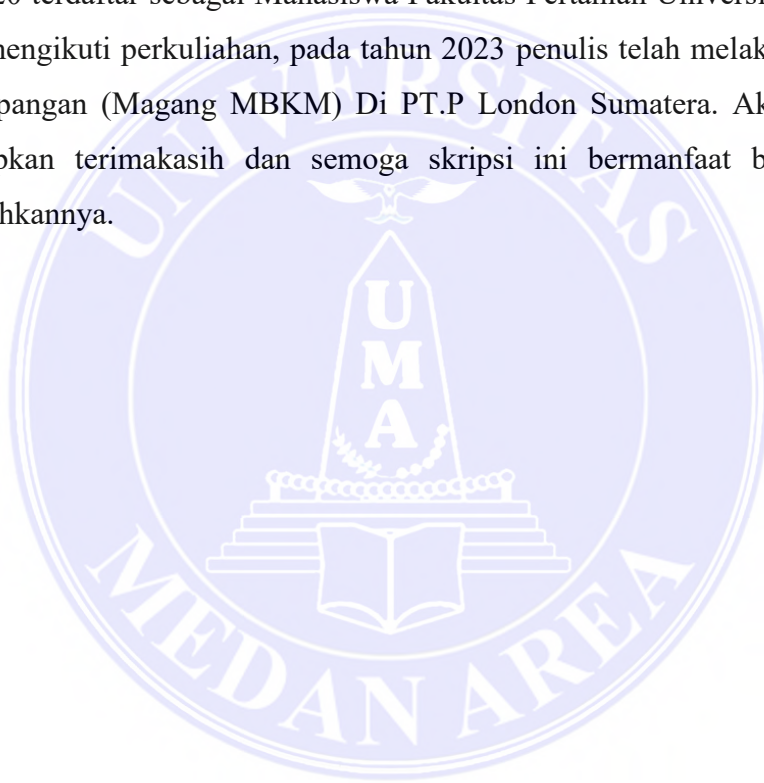 20 terdaftar sebagai Mahasiswa Fakultas Pertanian Universi
mengikuti perkuliahan, pada tahun 2023 penulis telah melak
pangan (Magang MBKM) Di PT.P London Sumatera. Ak
pkan terimakasih dan semoga skripsi ini bermanfaat b
hkannya.
UNIVERSITAS
UMA
MEDAN AREA